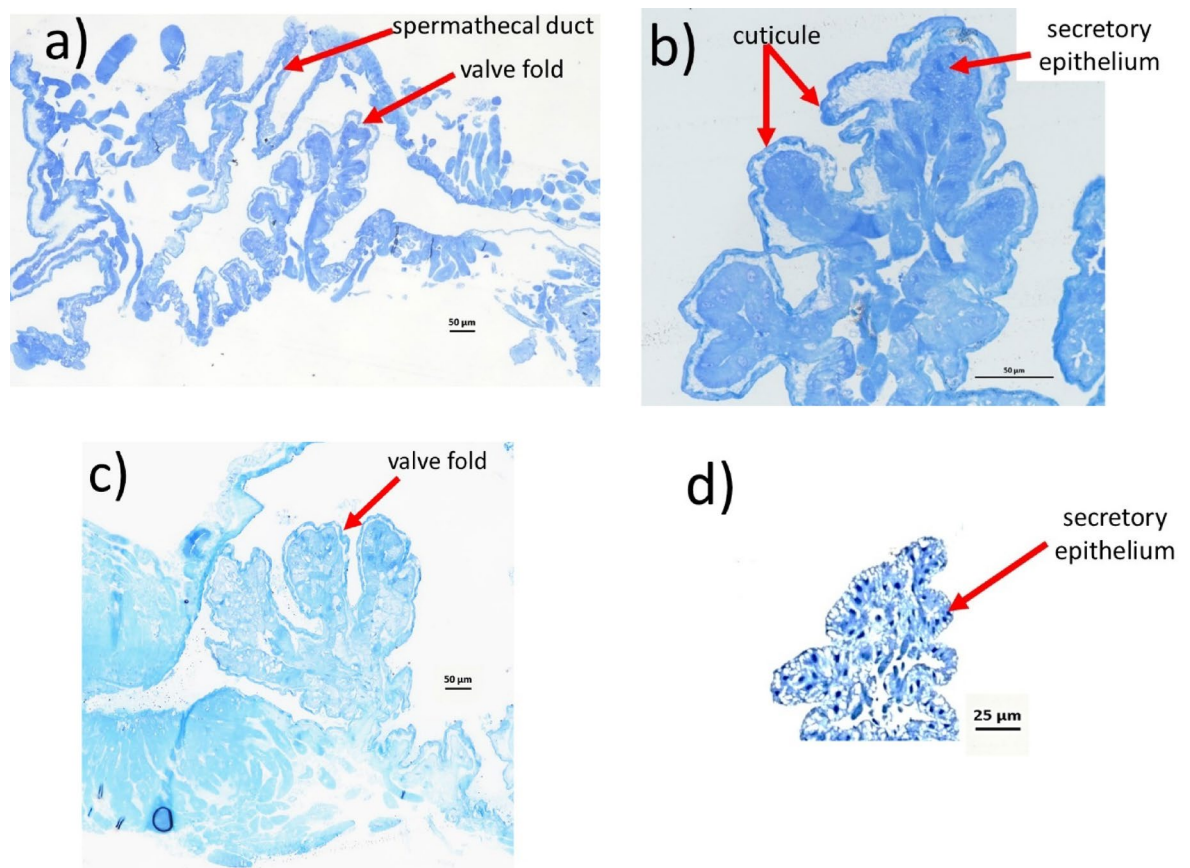 a)
spermathecal duct
valve fold
50 µm
b)
cuticule
secretory
epithelium
50 µm
c)
valve fold
50 µm
d)
secretory
epithelium
25 µm